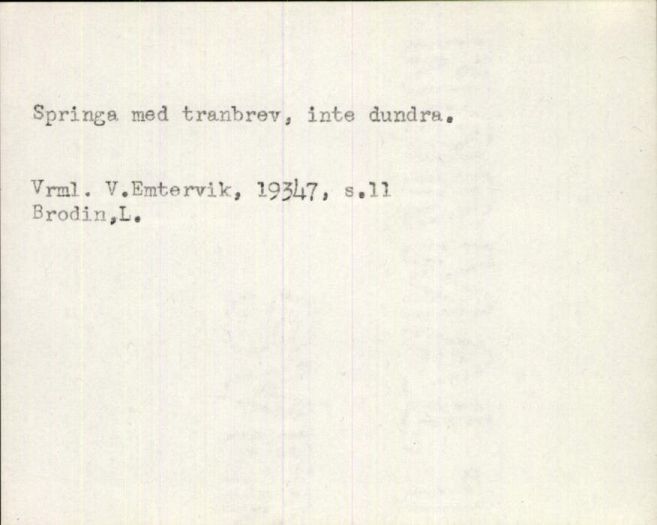 Springa med tranbrev, inte dundra.
Vrml. V.Emtervik, 19347, s.11
Brodin,L.